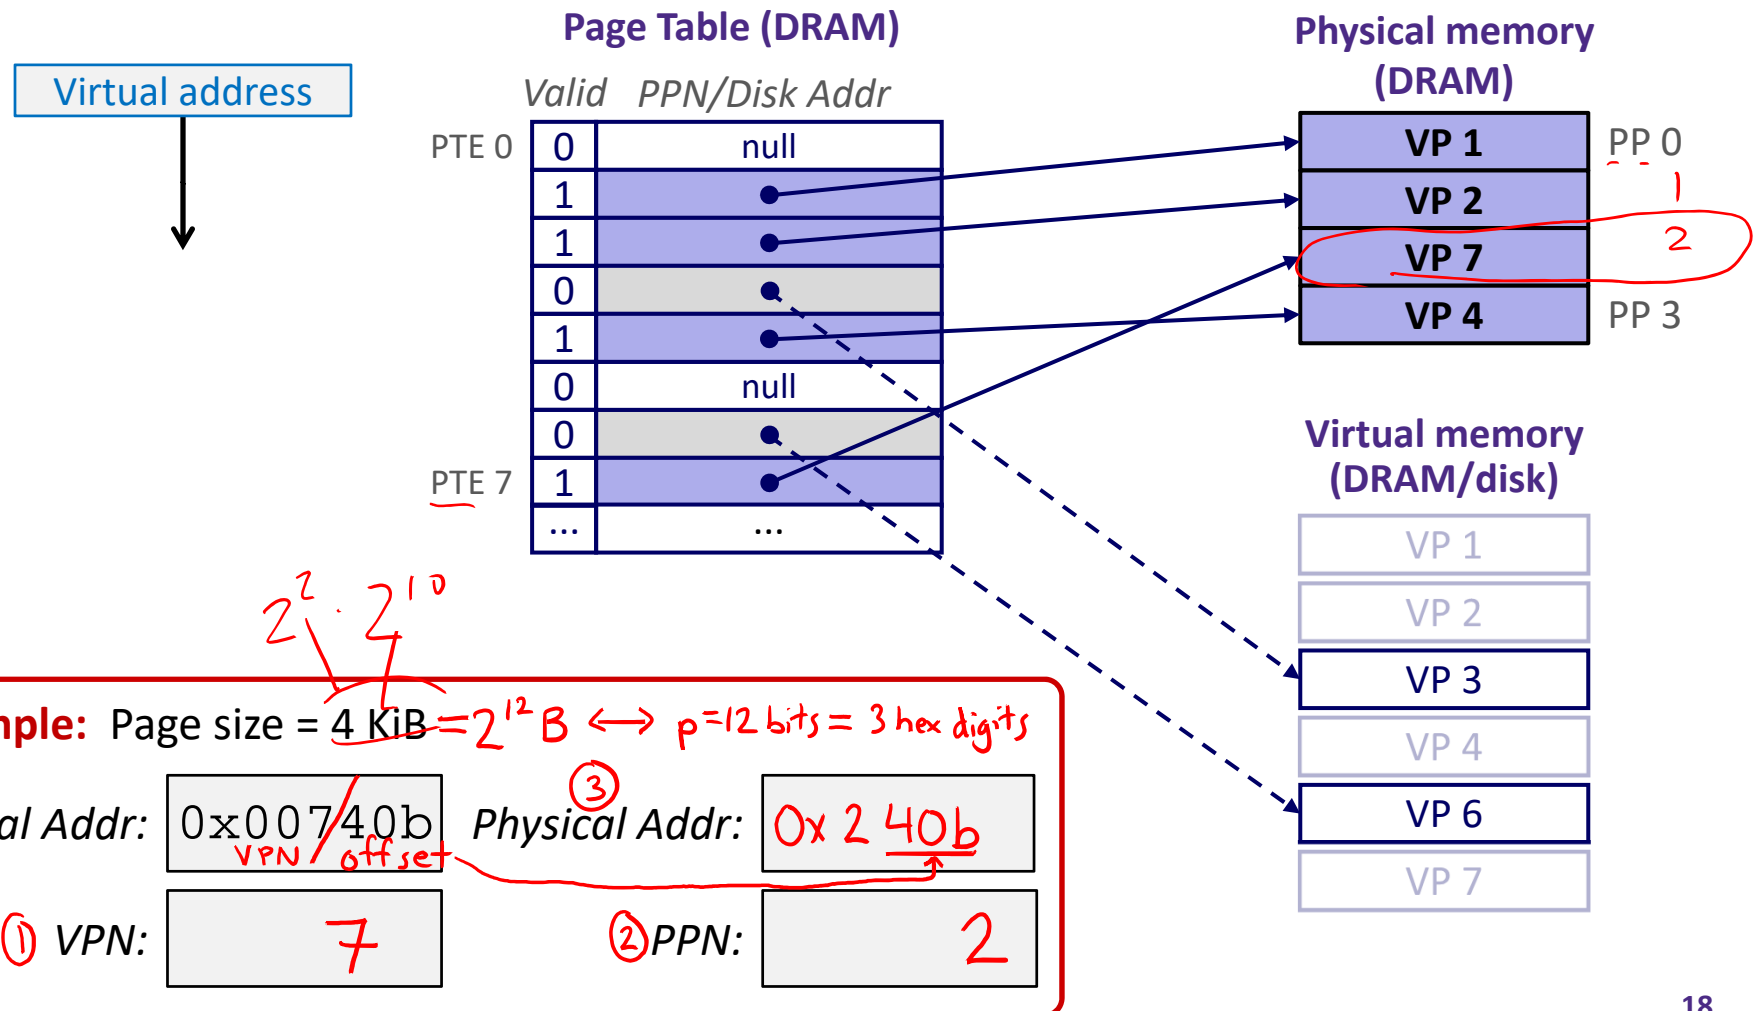 Page Table (DRAM)
Physical memory
(DRAM)
Virtual address
Valid PPN/Disk Addr
PTE 0 0 null
1
1
0
1
0 null
0
PTE 7 1
... ...
VP 1 PP 0
VP 2 1
VP 7 2
VP 4 PP 3
Virtual memory
(DRAM/disk)
VP 1
VP 2
VP 3
VP 4
VP 6
VP 7
2² · 2¹⁰
mple: Page size = 4 KiB = 2¹² B ⟷ p=12 bits = 3 hex digits
al Addr: 0x00740b ③ Physical Addr: 0x240b
VPN / offset
① VPN: 7 ② PPN: 2
18